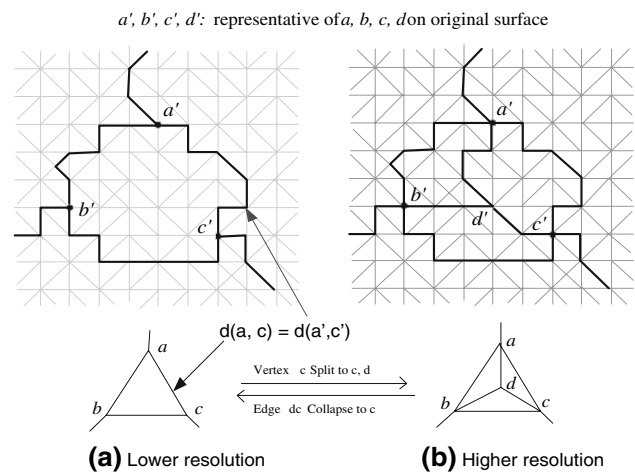 a', b', c', d': representative of a, b, c, d on original surface
a'
b'
c'
a'
b'
d'
c'
d(a, c) = d(a',c')
a
b
c
Vertex c Split to c, d
Edge dc Collapse to c
a
d
b
c
(a) Lower resolution
(b) Higher resolution